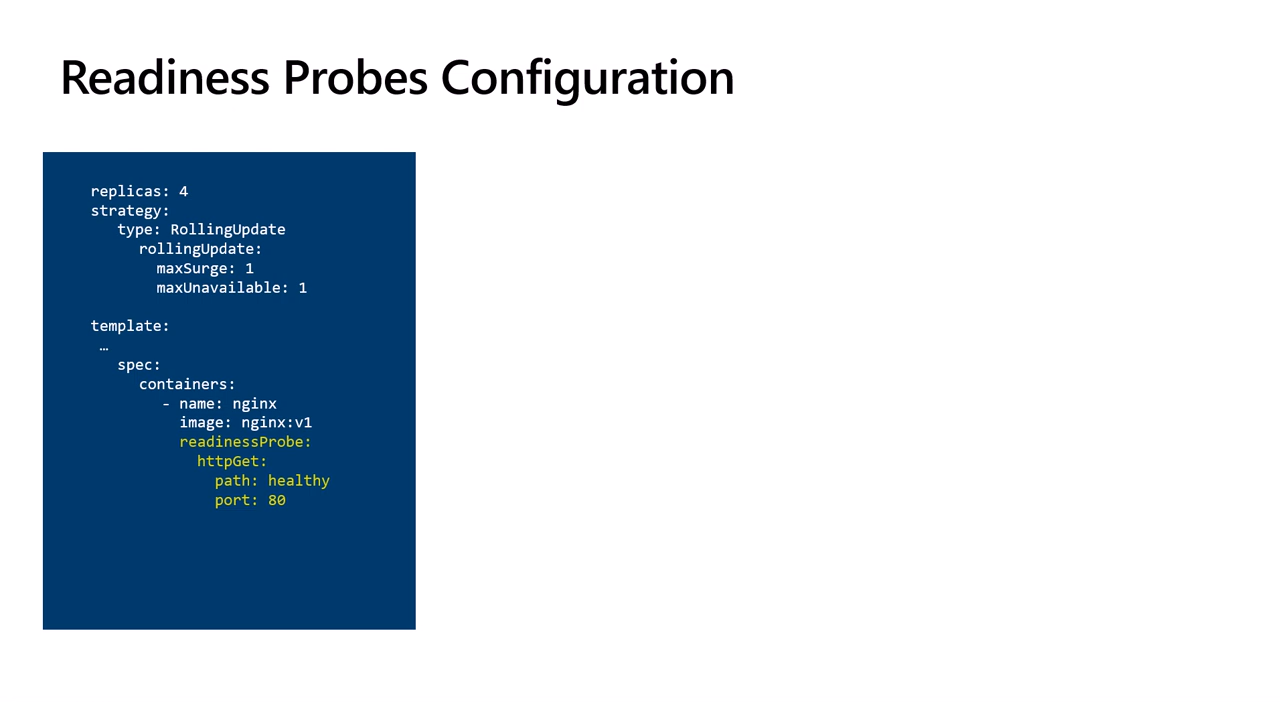 Readiness Probes Configuration
replicas: 4
strategy:
type: RollingUpdate
rollingUpdate:
maxSurge: 1
maxUnavailable: 1
template:
…
spec:
containers:
- name: nginx
image: nginx:v1
readinessProbe:
httpGet:
path: healthy
port: 80